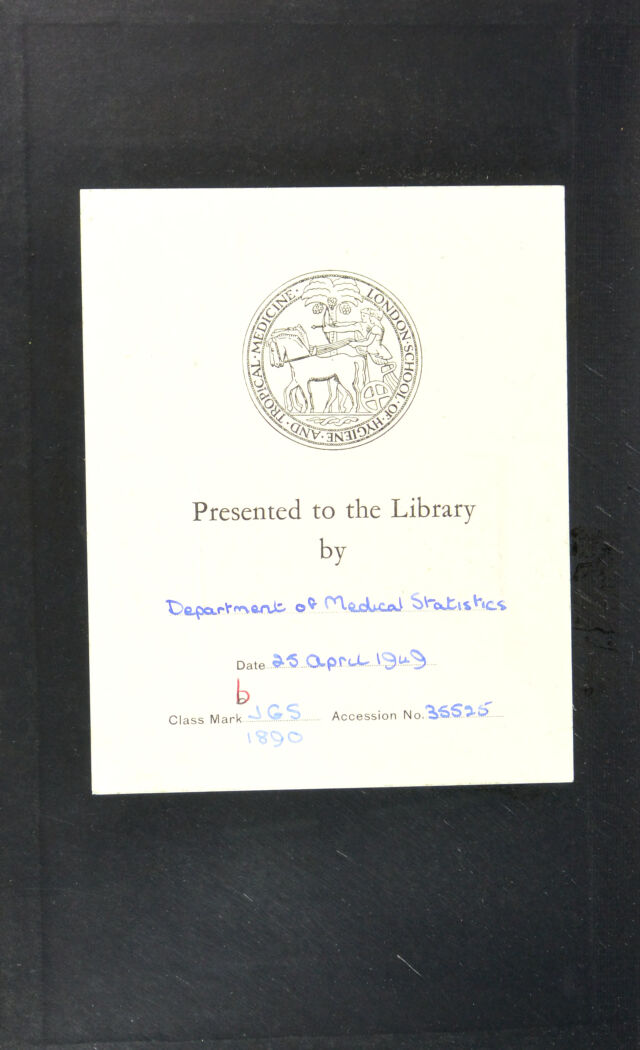 LONDON·SCHOOL·OF·HYGIENE·AND·TROPICAL·MEDICINE·
Presented to the Library
by
Department of Medical Statistics
Date 25 April 1949
b
Class Mark JGS Accession No. 35525
1890